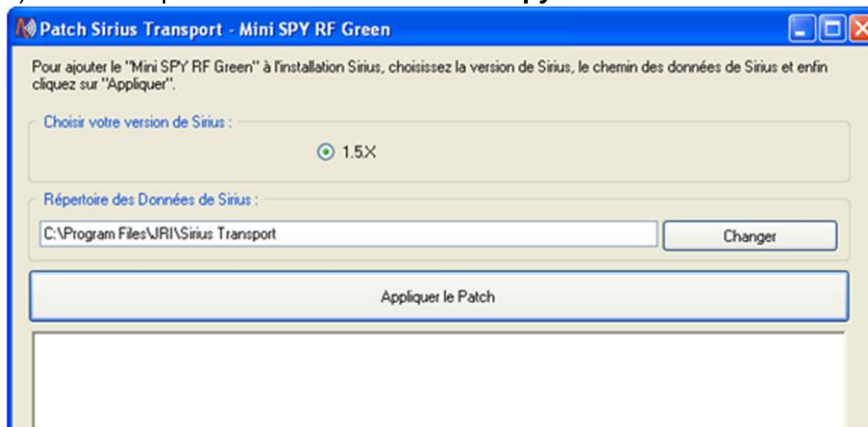 Patch Sirius Transport - Mini SPY RF Green
Pour ajouter le "Mini SPY RF Green" à l'installation Sirius, choisissez la version de Sirius, le chemin des données de Sirius et enfin
cliquez sur "Appliquer".
Choisir votre version de Sirius :
1.5.X
Répertoire des Données de Sirius :
C:\Program Files\JRI\Sirius Transport
Changer
Appliquer le Patch